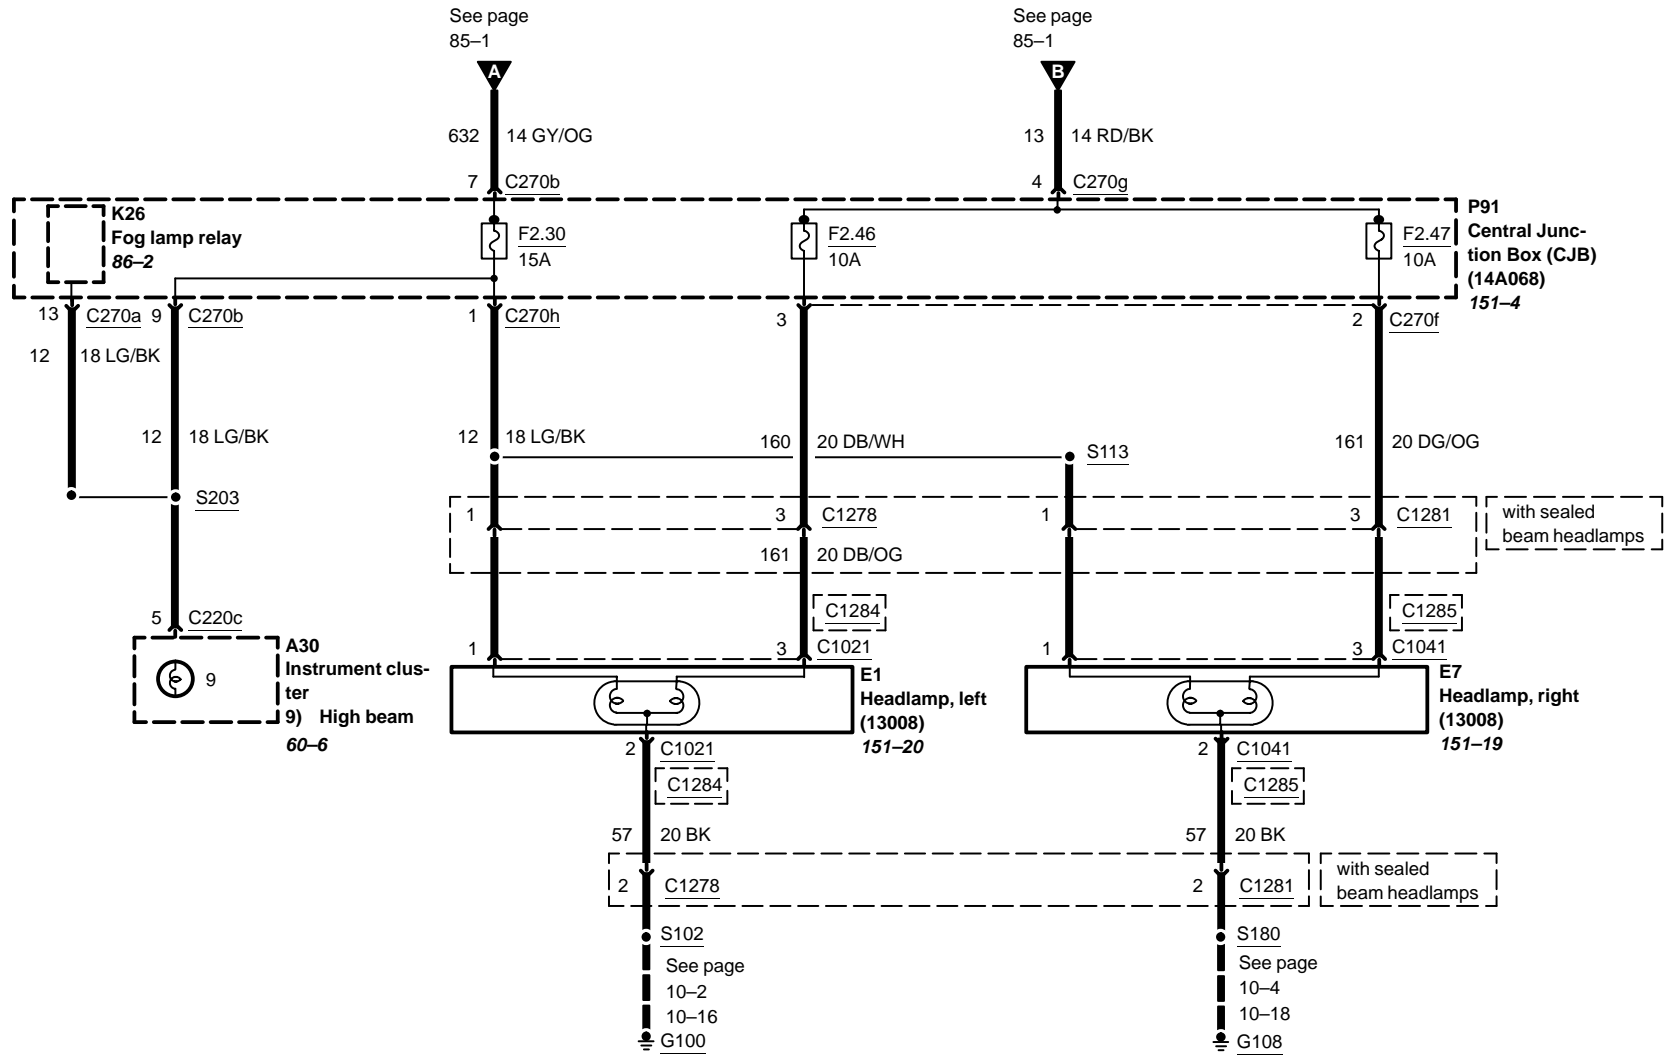 See page
85–1
See page
85–1
A
B
632
14 GY/OG
13
14 RD/BK
7
C270b
4
C270g
K26
Fog lamp relay
86–2
F2.30
15A
F2.46
10A
F2.47
10A
P91
Central Junc-
tion Box (CJB)
(14A068)
151–4
13
C270a
9
C270b
1
C270h
3
2
C270f
12
18 LG/BK
12
18 LG/BK
12
18 LG/BK
160
20 DB/WH
161
20 DG/OG
S113
S203
1
3
C1278
1
3
C1281
with sealed
beam headlamps
161
20 DB/OG
5
C220c
C1284
C1285
1
3
C1021
1
3
C1041
9
A30
Instrument clus-
ter
9) High beam
60–6
E1
Headlamp, left
(13008)
151–20
E7
Headlamp, right
(13008)
151–19
2
C1021
C1284
2
C1041
C1285
57
20 BK
57
20 BK
2
C1278
2
C1281
with sealed
beam headlamps
S102
See page
10–2
10–16
G100
S180
See page
10–4
10–18
G108